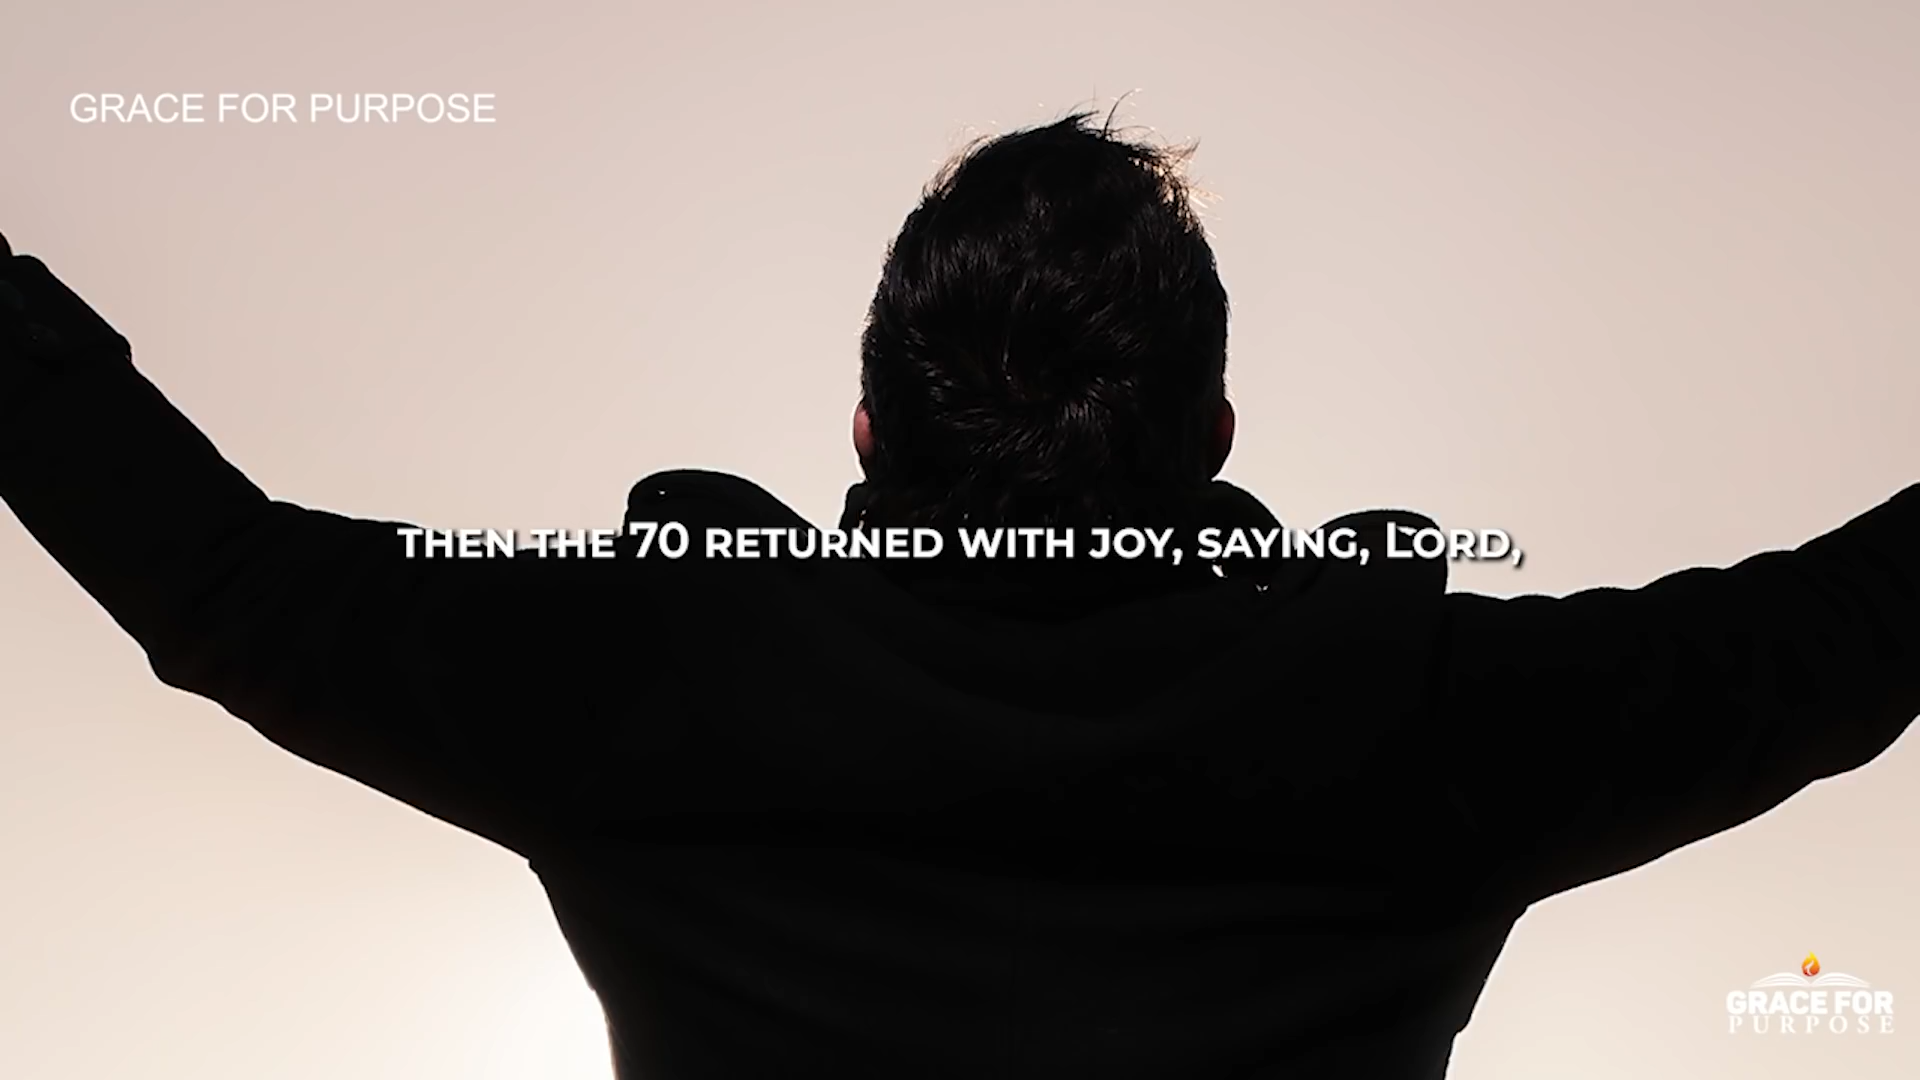 GRACE FOR PURPOSE
THEN THE 70 RETURNED WITH JOY, SAYING, LORD,
GRACE FOR
PURPOSE